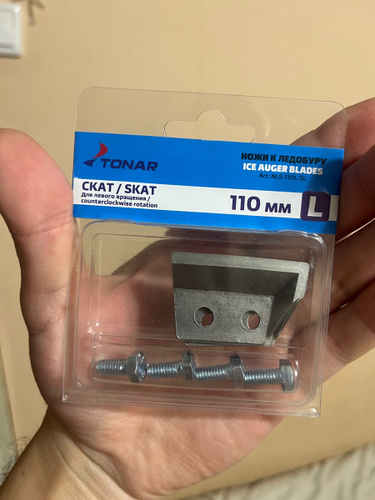 TONAR
НОЖИ К ЛЕДОБУРУ
ICE AUGER BLADES
СКАТ / SKAT
Для левого вращения /
counterclockwise rotation
110 мм
L